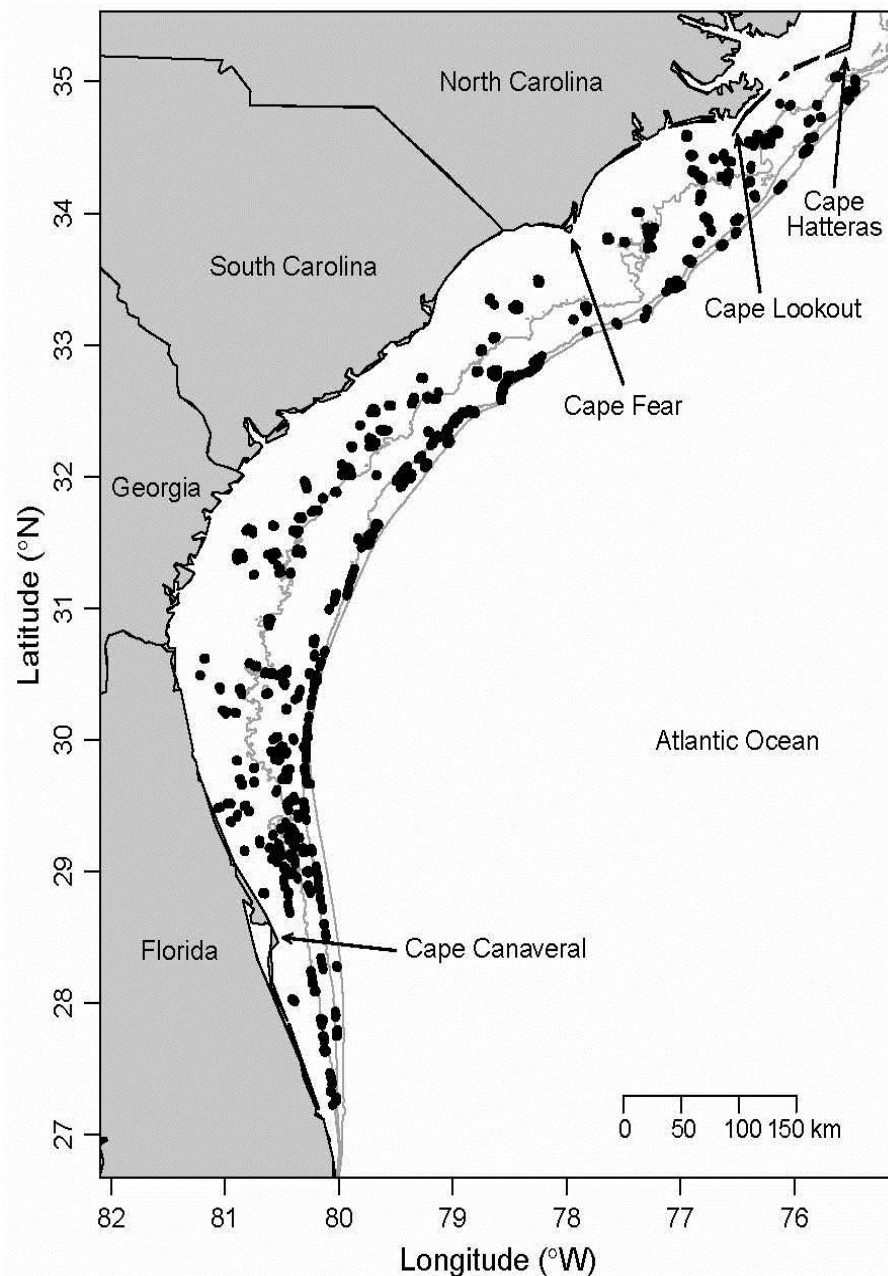 North Carolina
South Carolina
Cape
Hatteras
Cape Lookout
Cape Fear
Georgia
Atlantic Ocean
Florida
Cape Canaveral
0 50 100 150 km
35
34
33
32
31
30
29
28
27
Latitude (°N)
82 81 80 79 78 77 76
Longitude (°W)